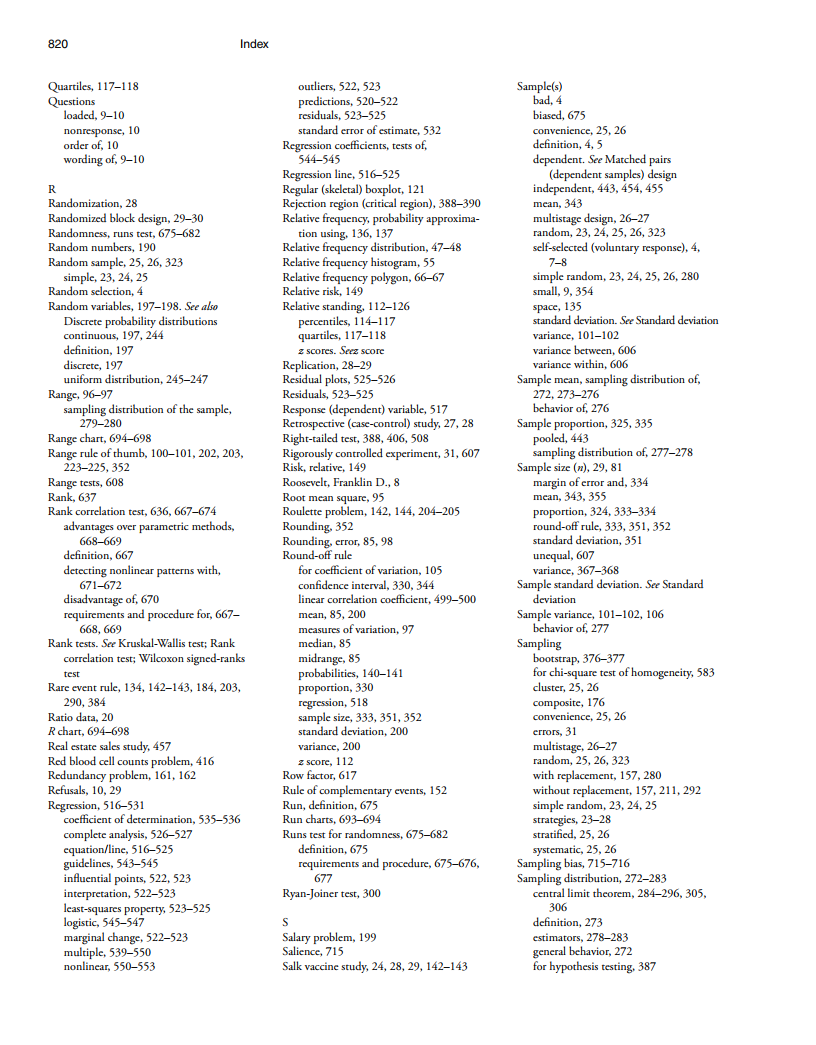 820
Index
Quartiles, 117–118
Questions
loaded, 9–10
nonresponse, 10
order of, 10
wording of, 9–10
R
Randomization, 28
Randomized block design, 29–30
Randomness, runs test, 675–682
Random numbers, 190
Random sample, 25, 26, 323
simple, 23, 24, 25
Random selection, 4
Random variables, 197–198. See also
Discrete probability distributions
continuous, 197, 244
definition, 197
discrete, 197
uniform distribution, 245–247
Range, 96–97
sampling distribution of the sample,
279–280
Range chart, 694–698
Range rule of thumb, 100–101, 202, 203,
223–225, 352
Range tests, 608
Rank, 637
Rank correlation test, 636, 667–674
advantages over parametric methods,
668–669
definition, 667
detecting nonlinear patterns with,
671–672
disadvantage of, 670
requirements and procedure for, 667–
668, 669
Rank tests. See Kruskal-Wallis test; Rank
correlation test; Wilcoxon signed-ranks
test
Rare event rule, 134, 142–143, 184, 203,
290, 384
Ratio data, 20
R chart, 694–698
Real estate sales study, 457
Red blood cell counts problem, 416
Redundancy problem, 161, 162
Refusals, 10, 29
Regression, 516–531
coefficient of determination, 535–536
complete analysis, 526–527
equation/line, 516–525
guidelines, 543–545
influential points, 522, 523
interpretation, 522–523
least-squares property, 523–525
logistic, 545–547
marginal change, 522–523
multiple, 539–550
nonlinear, 550–553
outliers, 522, 523
predictions, 520–522
residuals, 523–525
standard error of estimate, 532
Regression coefficients, tests of,
544–545
Regression line, 516–525
Regular (skeletal) boxplot, 121
Rejection region (critical region), 388–390
Relative frequency, probability approxima-
tion using, 136, 137
Relative frequency distribution, 47–48
Relative frequency histogram, 55
Relative frequency polygon, 66–67
Relative risk, 149
Relative standing, 112–126
percentiles, 114–117
quartiles, 117–118
z scores. Seez score
Replication, 28–29
Residual plots, 525–526
Residuals, 523–525
Response (dependent) variable, 517
Retrospective (case-control) study, 27, 28
Right-tailed test, 388, 406, 508
Rigorously controlled experiment, 31, 607
Risk, relative, 149
Roosevelt, Franklin D., 8
Root mean square, 95
Roulette problem, 142, 144, 204–205
Rounding, 352
Rounding, error, 85, 98
Round-off rule
for coefficient of variation, 105
confidence interval, 330, 344
linear correlation coefficient, 499–500
mean, 85, 200
measures of variation, 97
median, 85
midrange, 85
probabilities, 140–141
proportion, 330
regression, 518
sample size, 333, 351, 352
standard deviation, 200
variance, 200
z score, 112
Row factor, 617
Rule of complementary events, 152
Run, definition, 675
Run charts, 693–694
Runs test for randomness, 675–682
definition, 675
requirements and procedure, 675–676,
677
Ryan-Joiner test, 300
S
Salary problem, 199
Salience, 715
Salk vaccine study, 24, 28, 29, 142–143
Sample(s)
bad, 4
biased, 675
convenience, 25, 26
definition, 4, 5
dependent. See Matched pairs
(dependent samples) design
independent, 443, 454, 455
mean, 343
multistage design, 26–27
random, 23, 24, 25, 26, 323
self-selected (voluntary response), 4,
7–8
simple random, 23, 24, 25, 26, 280
small, 9, 354
space, 135
standard deviation. See Standard deviation
variance, 101–102
variance between, 606
variance within, 606
Sample mean, sampling distribution of,
272, 273–276
behavior of, 276
Sample proportion, 325, 335
pooled, 443
sampling distribution of, 277–278
Sample size (n), 29, 81
margin of error and, 334
mean, 343, 355
proportion, 324, 333–334
round-off rule, 333, 351, 352
standard deviation, 351
unequal, 607
variance, 367–368
Sample standard deviation. See Standard
deviation
Sample variance, 101–102, 106
behavior of, 277
Sampling
bootstrap, 376–377
for chi-square test of homogeneity, 583
cluster, 25, 26
composite, 176
convenience, 25, 26
errors, 31
multistage, 26–27
random, 25, 26, 323
with replacement, 157, 280
without replacement, 157, 211, 292
simple random, 23, 24, 25
strategies, 23–28
stratified, 25, 26
systematic, 25, 26
Sampling bias, 715–716
Sampling distribution, 272–283
central limit theorem, 284–296, 305,
306
definition, 273
estimators, 278–283
general behavior, 272
for hypothesis testing, 387